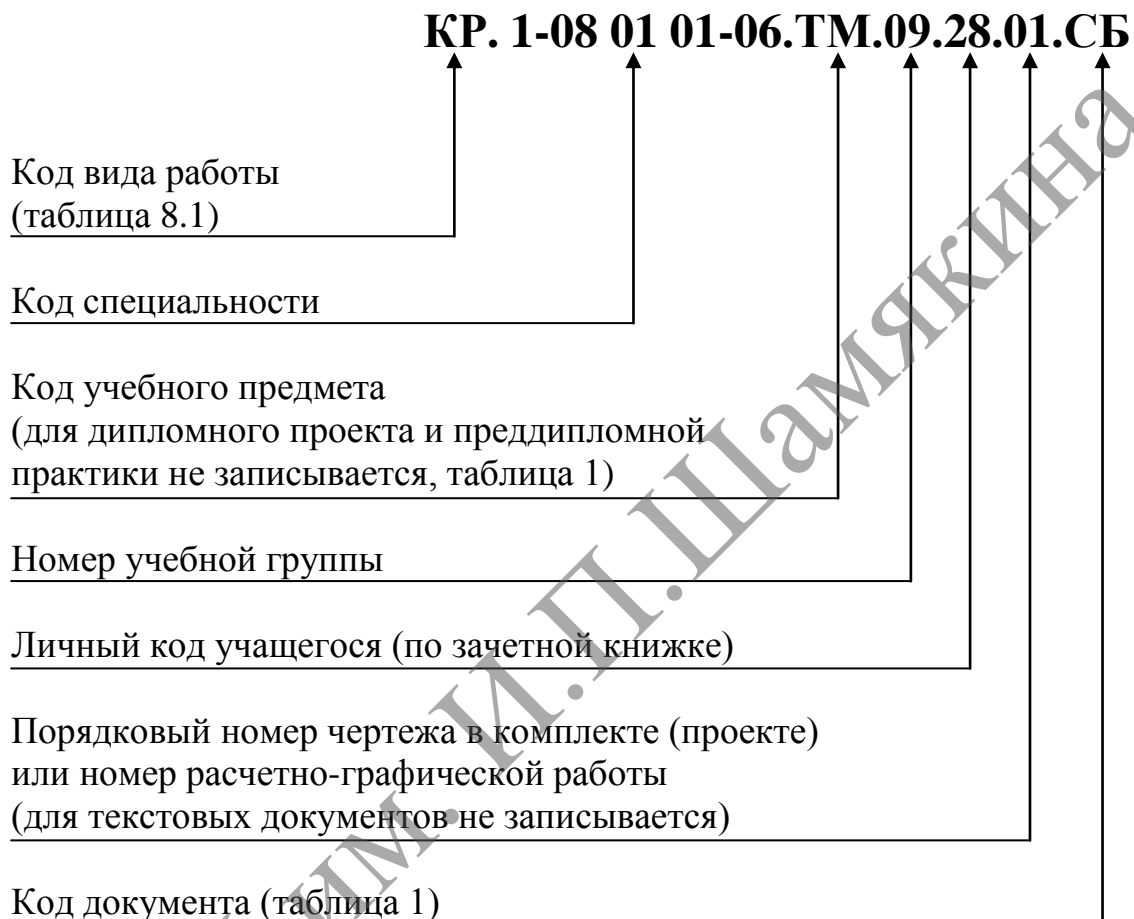 КР. 1-08 01 01-06.ТМ.09.28.01.СБ
Код вида работы
(таблица 8.1)
Код специальности
Код учебного предмета
(для дипломного проекта и преддипломной
практики не записывается, таблица 1)
Номер учебной группы
Личный код учащегося (по зачетной книжке)
Порядковый номер чертежа в комплекте (проекте)
или номер расчетно-графической работы
(для текстовых документов не записывается)
Код документа (таблица 1)
им. И.П.Шамякина